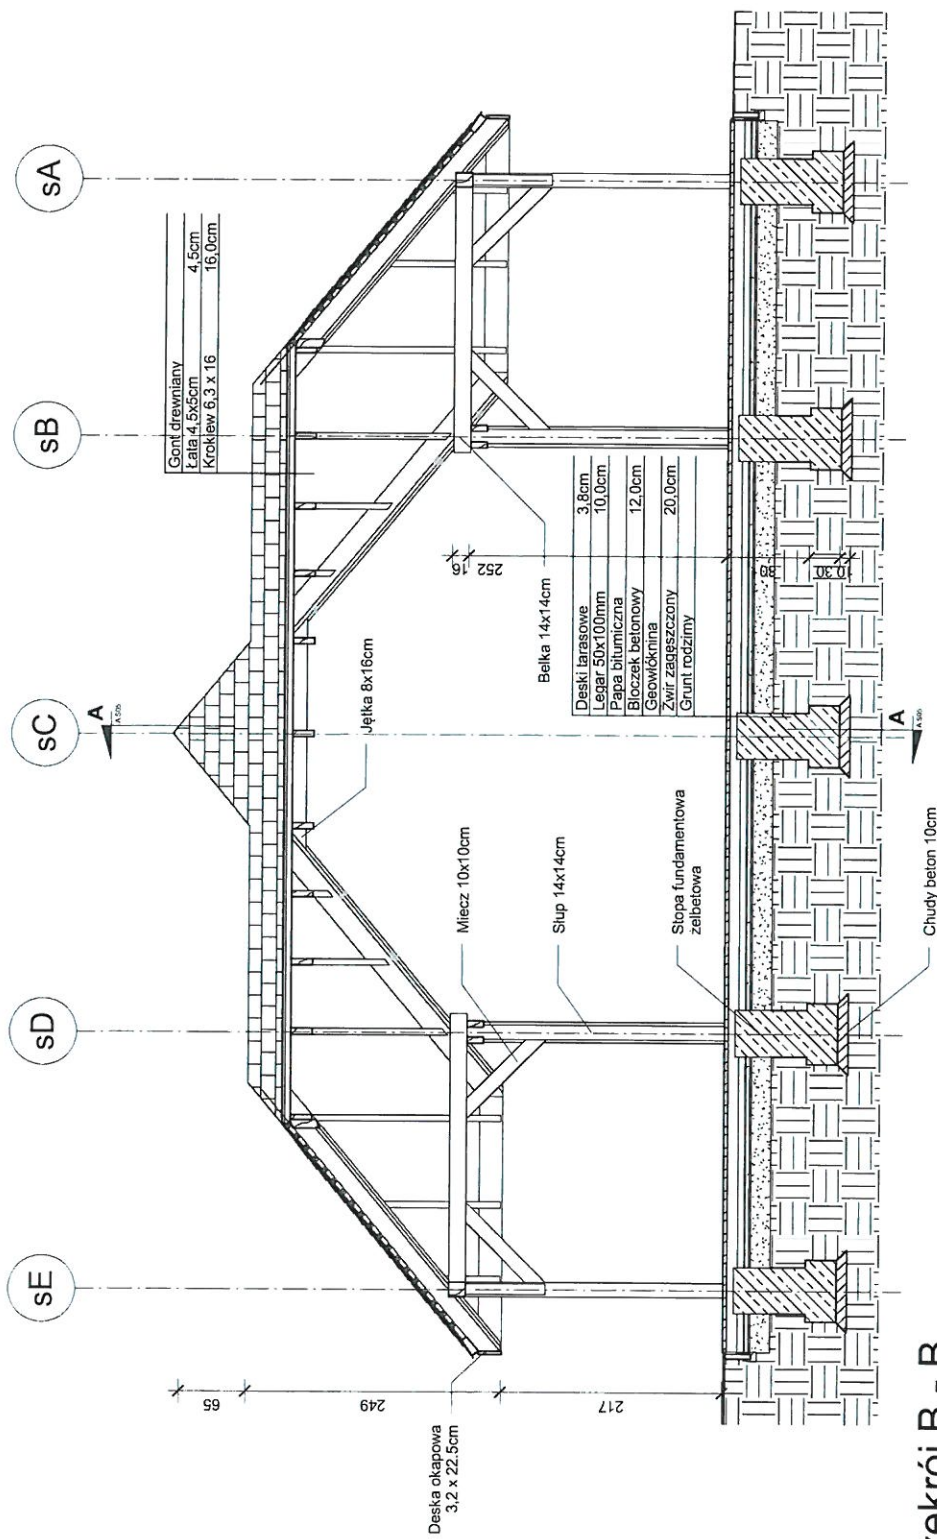 sE
sD
sC
sB
sA
A
A S05
Gont drewniany
Łata 4,5x5cm 4,5cm
Krokiew 6,3 x 16 16,0cm
Jętka 8x16cm
65
249
217
Deska okapowa
3,2 x 22.5cm
16
252
Belka 14x14cm
Miecz 10x10cm
Słup 14x14cm
Deski tarasowe 3,8cm
Legar 50x100mm 10,0cm
Papa bitumiczna
Bloczek betonowy 12,0cm
Geowłóknina
Żwir zagęszczony 20,0cm
Grunt rodzimy
Stopa fundamentowa
żelbetowa
10 30
A
A S05
Chudy beton 10cm
B - B